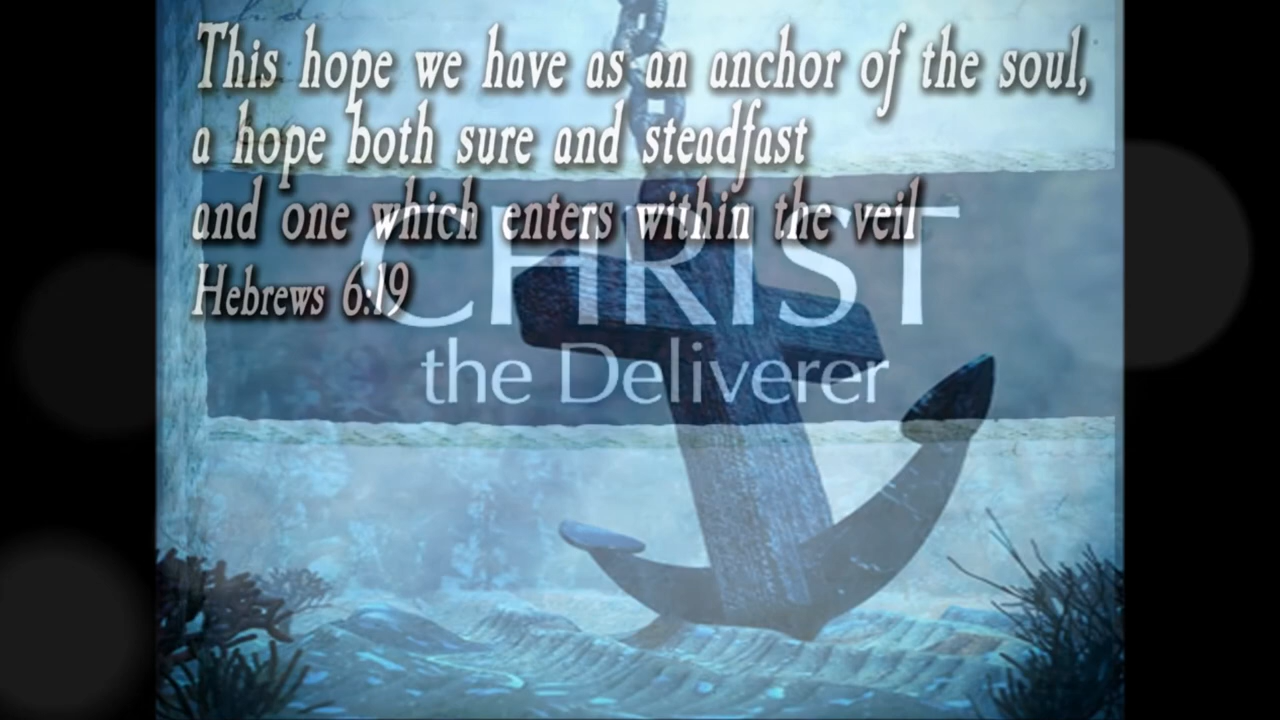 This hope we have as an anchor of the soul,
a hope both sure and steadfast
and one which enters within the veil
Hebrews 6:19
CHRIST
the Deliverer